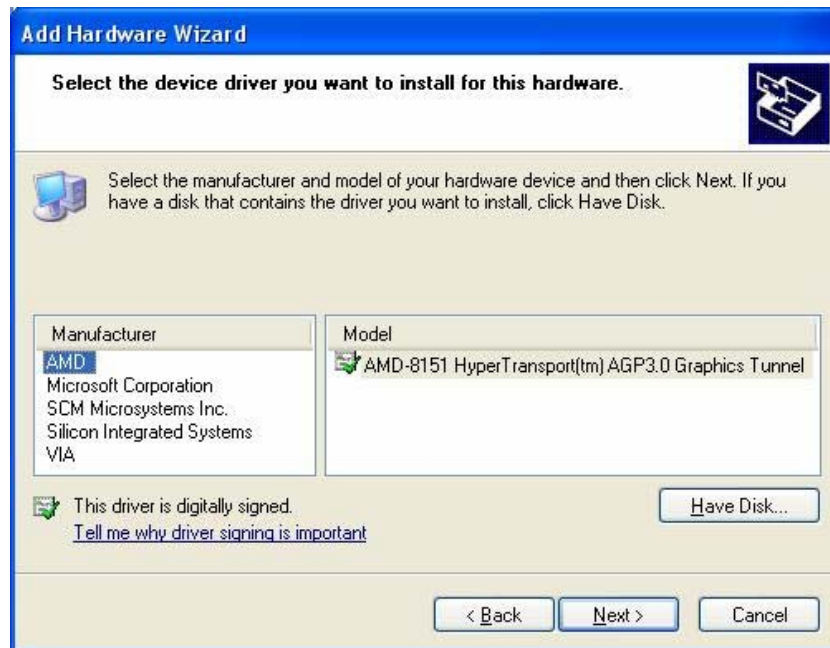 Add Hardware Wizard
Select the device driver you want to install for this hardware.
Select the manufacturer and model of your hardware device and then click Next. If you
have a disk that contains the driver you want to install, click Have Disk.
Manufacturer
AMD
Microsoft Corporation
SCM Microsystems Inc.
Silicon Integrated Systems
VIA
Model
AMD-8151 HyperTransport(tm) AGP3.0 Graphics Tunnel
This driver is digitally signed.
Tell me why driver signing is important
Have Disk...
< Back
Next >
Cancel